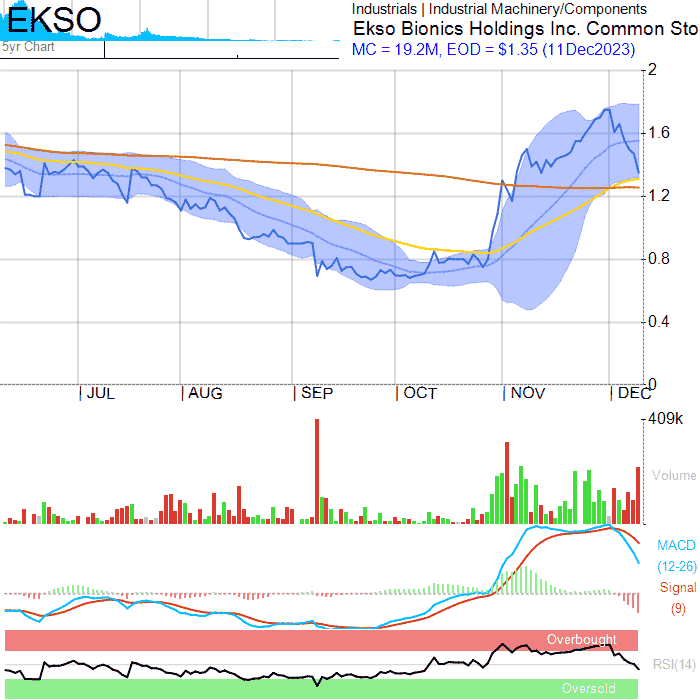 EKSO
5yr Chart
Industrials | Industrial Machinery/Components
Ekso Bionics Holdings Inc. Common Sto
MC = 19.2M, EOD = $1.35 (11Dec2023)
2
1.6
1.2
0.8
0.4
0
JUL AUG SEP OCT NOV DEC
409k
Volume
MACD
(12-26)
Signal
(9)
Overbought
RSI(14)
Oversold